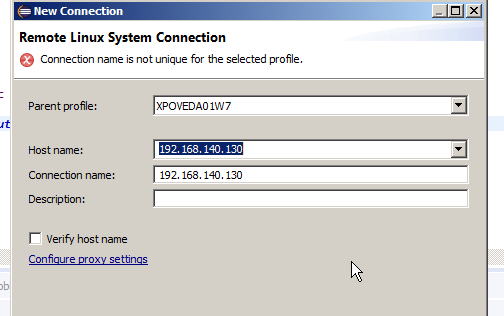 New Connection
Remote Linux System Connection
Connection name is not unique for the selected profile.
Parent profile: XPOVEDA01W7
Host name: 192.168.140.130
Connection name: 192.168.140.130
Description:
Verify host name
Configure proxy settings